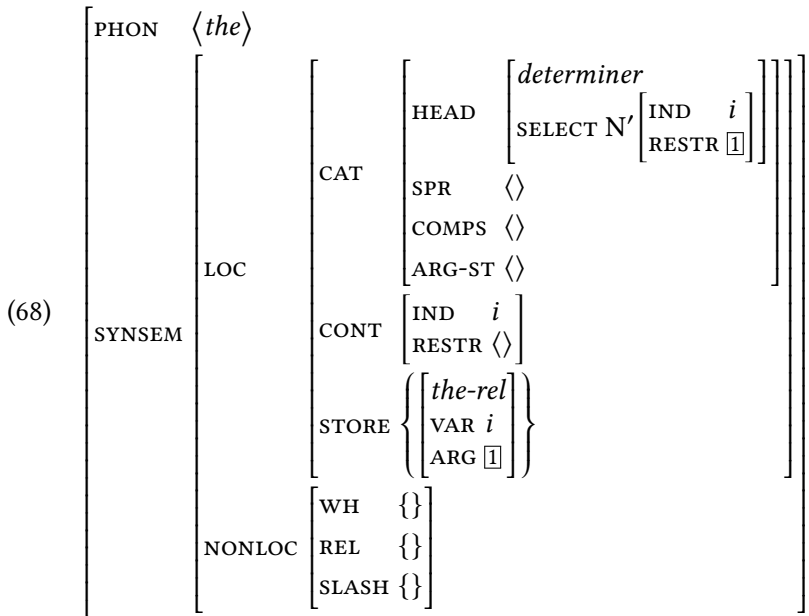 PHON ⟨the⟩
determiner
HEAD
SELECT N′ IND i
RESTR 1
CAT
SPR ⟨⟩
COMPS ⟨⟩
ARG-ST ⟨⟩
LOC
(68)
SYNSEM
CONT IND i
RESTR ⟨⟩
the-rel
STORE { VAR i }
ARG 1
WH {}
NONLOC REL {}
SLASH {}